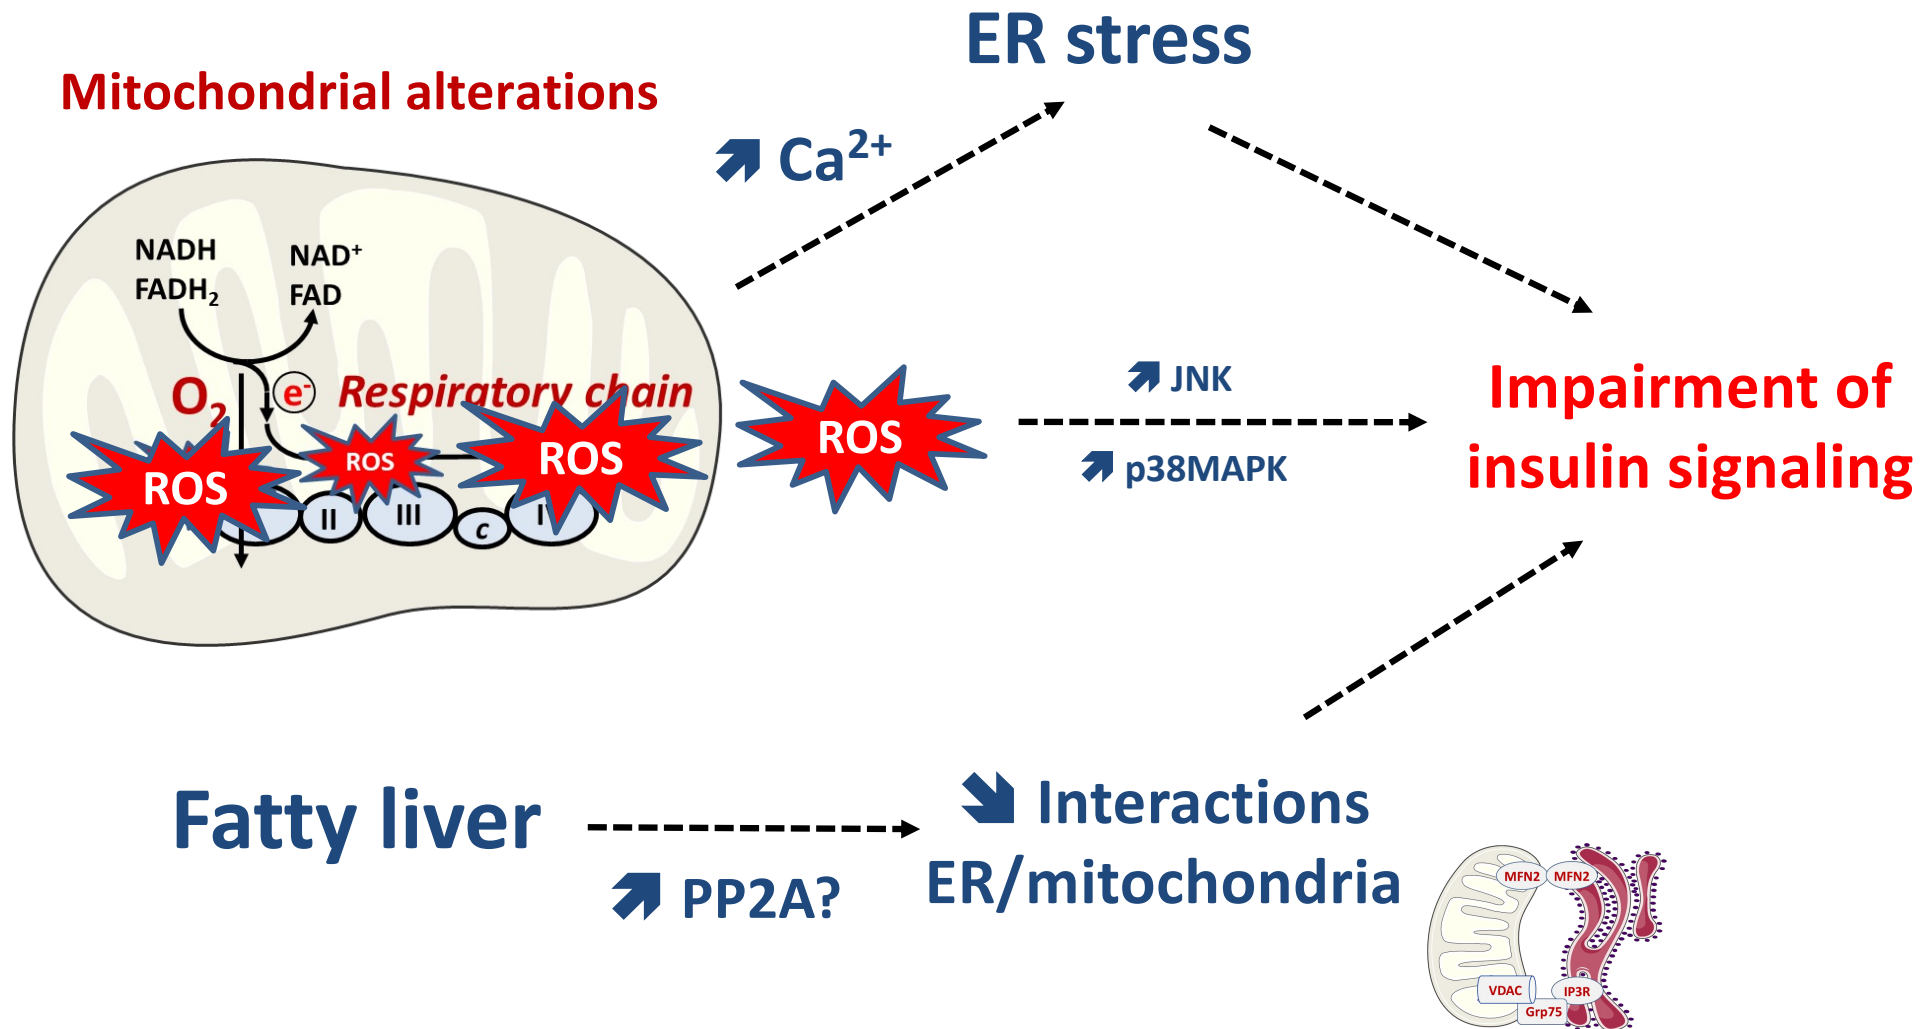 ER stress
Mitochondrial alterations
Ca²⁺
NADH
FADH₂
NAD⁺
FAD
O₂
e⁻
Respiratory chain
ROS
ROS
ROS
II
III
c
ROS
JNK
p38MAPK
Impairment of
insulin signaling
Fatty liver
PP2A?
Interactions
ER/mitochondria
MFN2
MFN2
VDAC
IP3R
Grp75